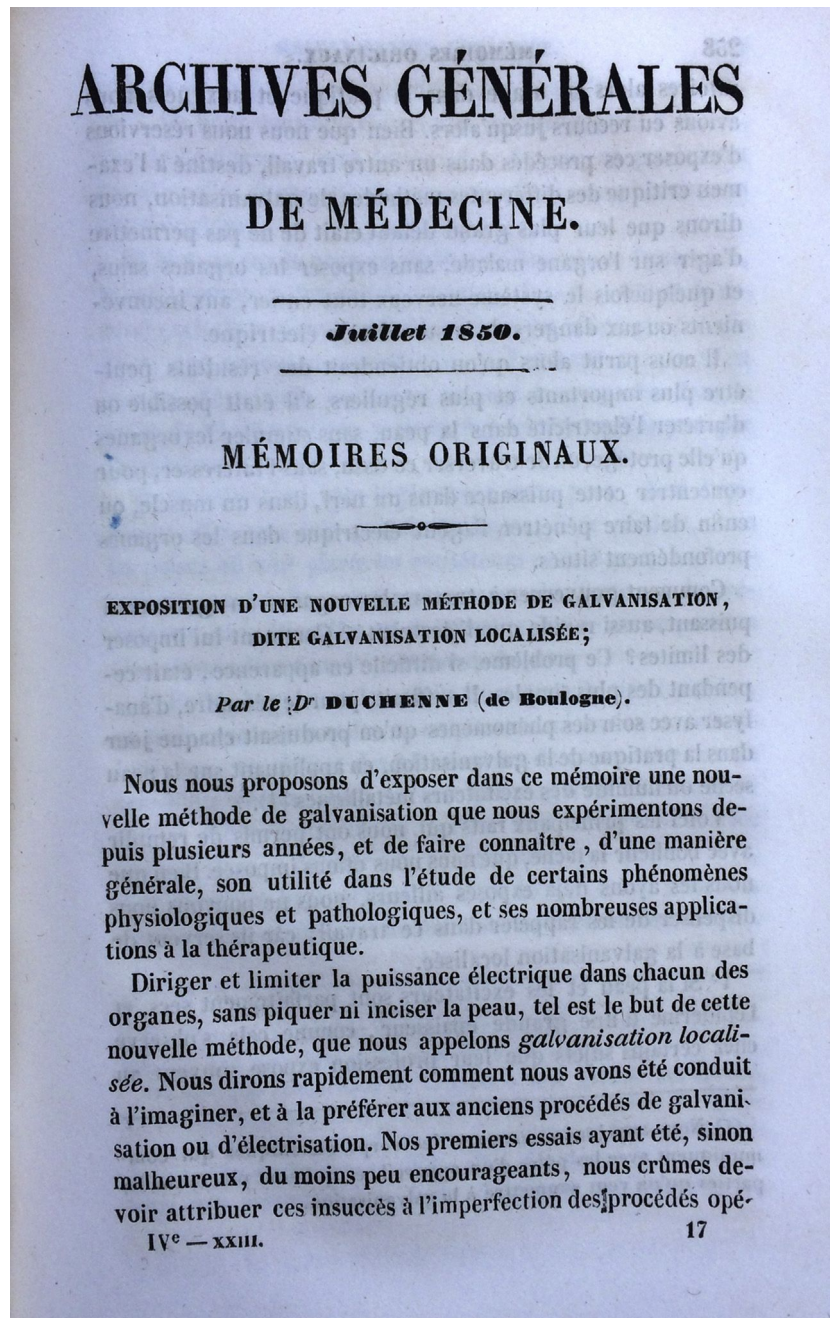 ARCHIVES GÉNÉRALES
DE MÉDECINE.
Juillet 1850.
MÉMOIRES ORIGINAUX.
EXPOSITION D'UNE NOUVELLE MÉTHODE DE GALVANISATION,
DITE GALVANISATION LOCALISÉE;
Par le Dr DUCHENNE (de Boulogne).
Nous nous proposons d'exposer dans ce mémoire une nou-
velle méthode de galvanisation que nous expérimentons de-
puis plusieurs années, et de faire connaître, d'une manière
générale, son utilité dans l'étude de certains phénomènes
physiologiques et pathologiques, et ses nombreuses applica-
tions à la thérapeutique.
Diriger et limiter la puissance électrique dans chacun des
organes, sans piquer ni inciser la peau, tel est le but de cette
nouvelle méthode, que nous appelons galvanisation locali-
sée. Nous dirons rapidement comment nous avons été conduit
à l'imaginer, et à la préférer aux anciens procédés de galvani-
sation ou d'électrisation. Nos premiers essais ayant été, sinon
malheureux, du moins peu encourageants, nous crûmes de-
voir attribuer ces insuccès à l'imperfection des procédés opé-
IVe — XXIII. 17